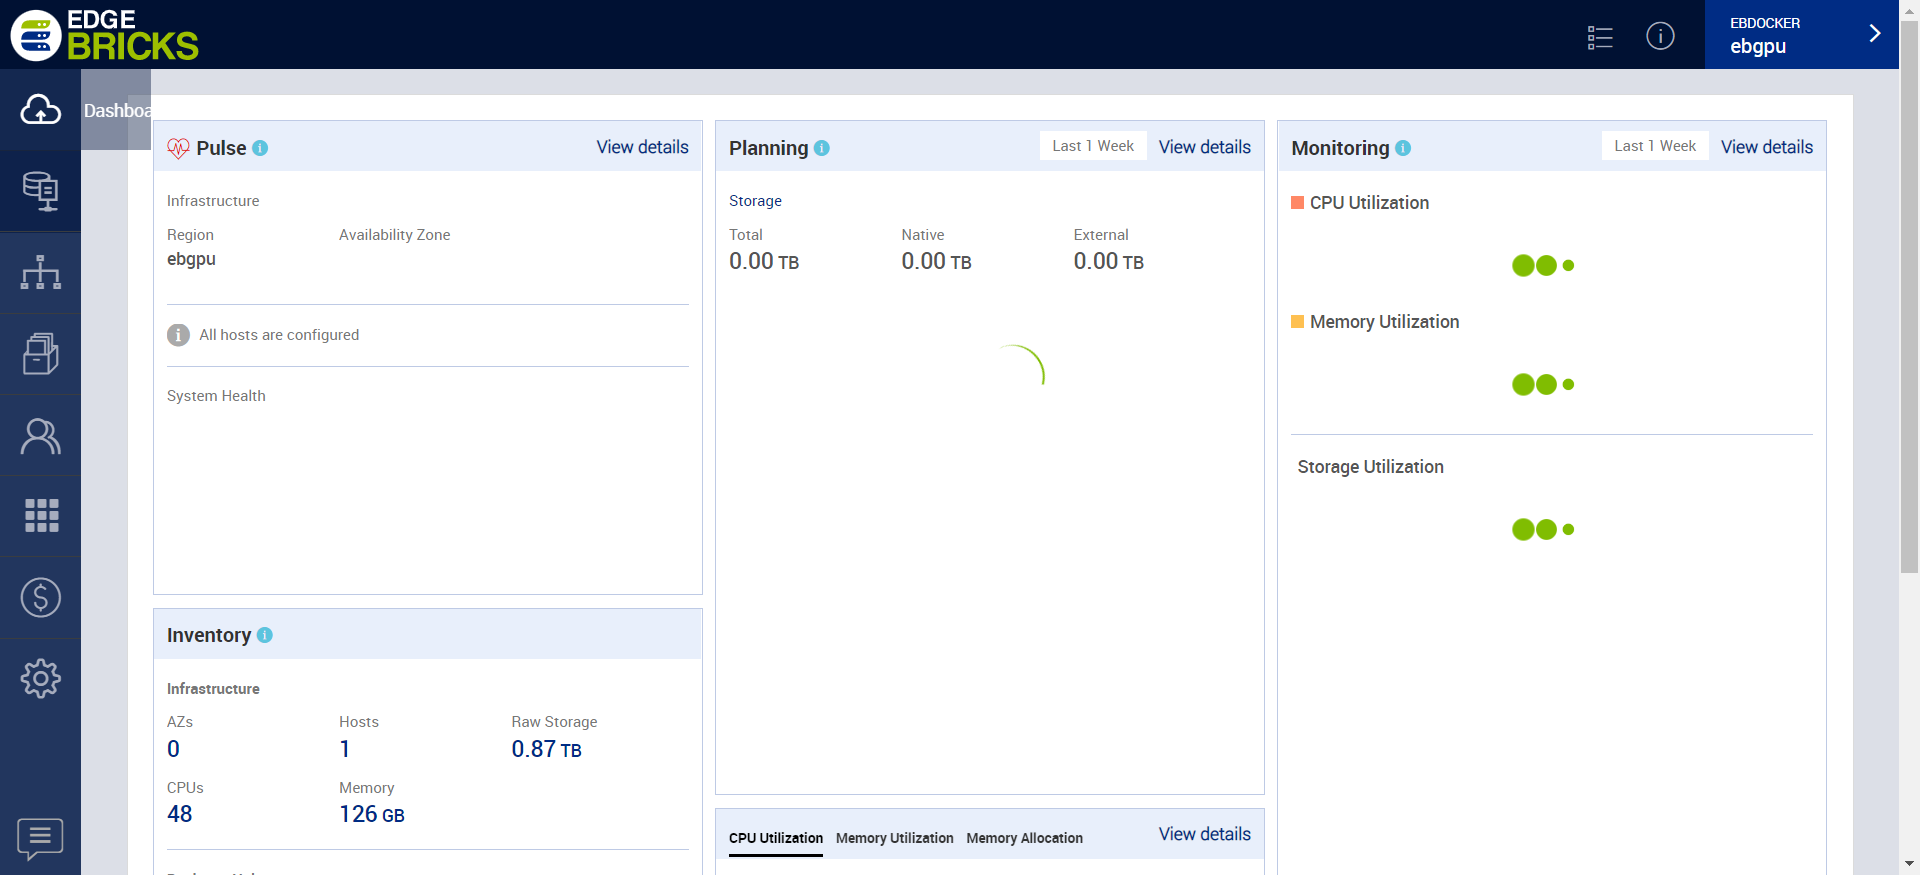 EDGE
BRICKS
EBDOCKER
ebgpu
Dashboa
Pulse
View details
Infrastructure
Region
Availability Zone
ebgpu
All hosts are configured
System Health
Inventory
Infrastructure
AZs
Hosts
Raw Storage
0
1
0.87 TB
CPUs
Memory
48
126 GB
Planning
Last 1 Week
View details
Storage
Total
Native
External
0.00 TB
0.00 TB
0.00 TB
CPU Utilization
Memory Utilization
Memory Allocation
View details
Monitoring
Last 1 Week
View details
CPU Utilization
Memory Utilization
Storage Utilization